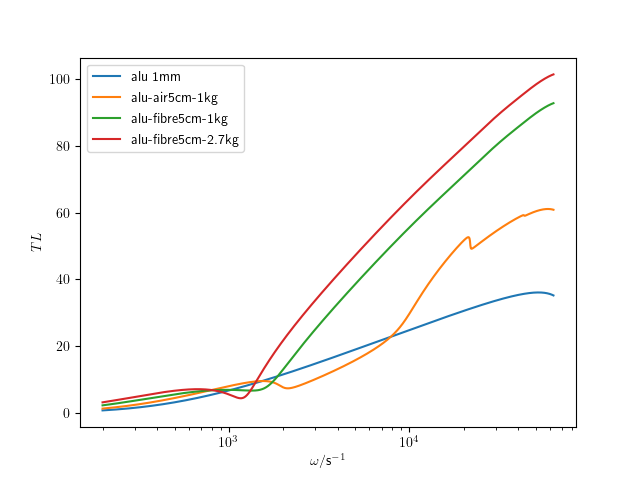 alu 1mm
alu-air5cm-1kg
alu-fibre5cm-1kg
alu-fibre5cm-2.7kg
100
80
60
40
20
0
TL
10³
10⁴
ω/s⁻¹